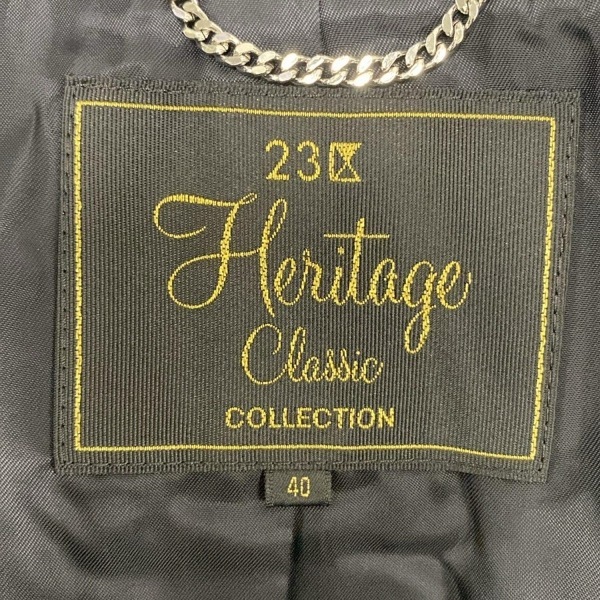 23区
Heritage
Classic
COLLECTION
40